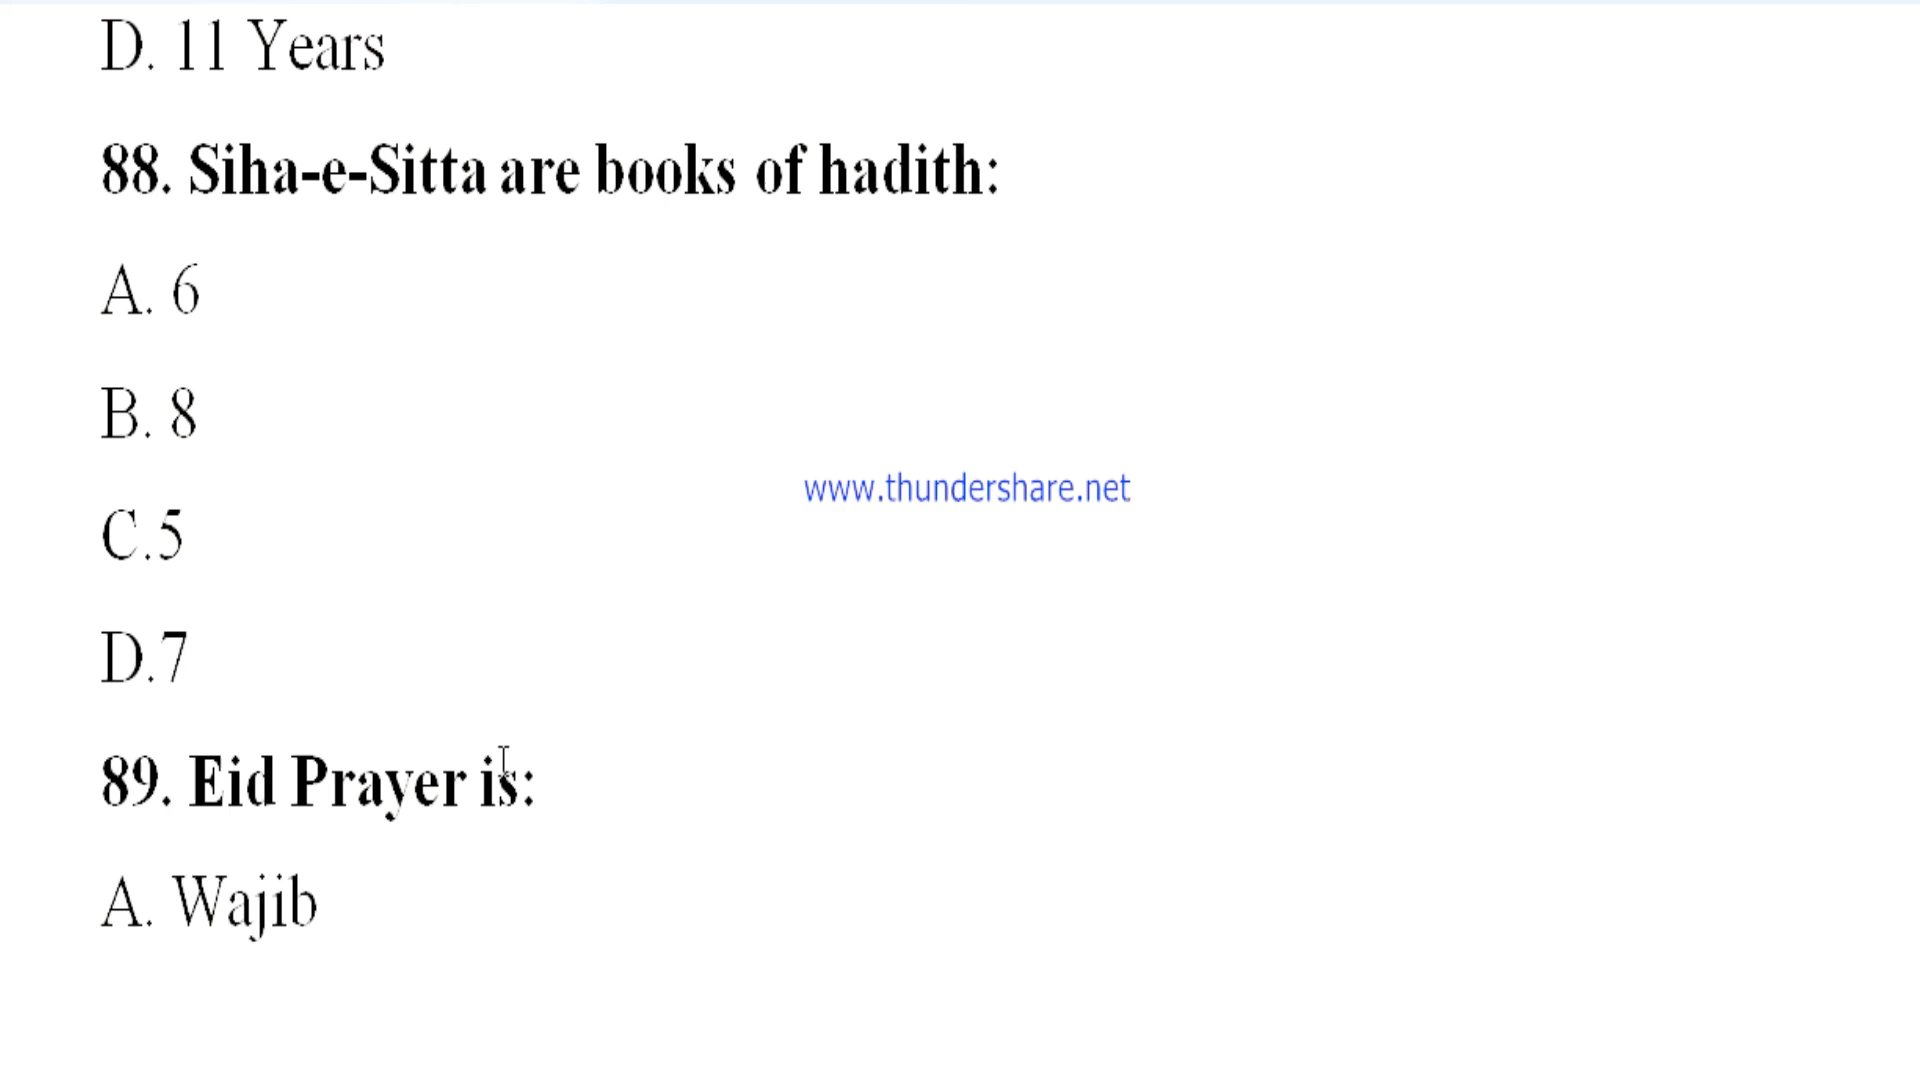 D. 11 Years
88. Siha-e-Sitta are books of hadith:
A. 6
B. 8
www.thundershare.net
C.5
D.7
89. Eid Prayer is:
A. Wajib